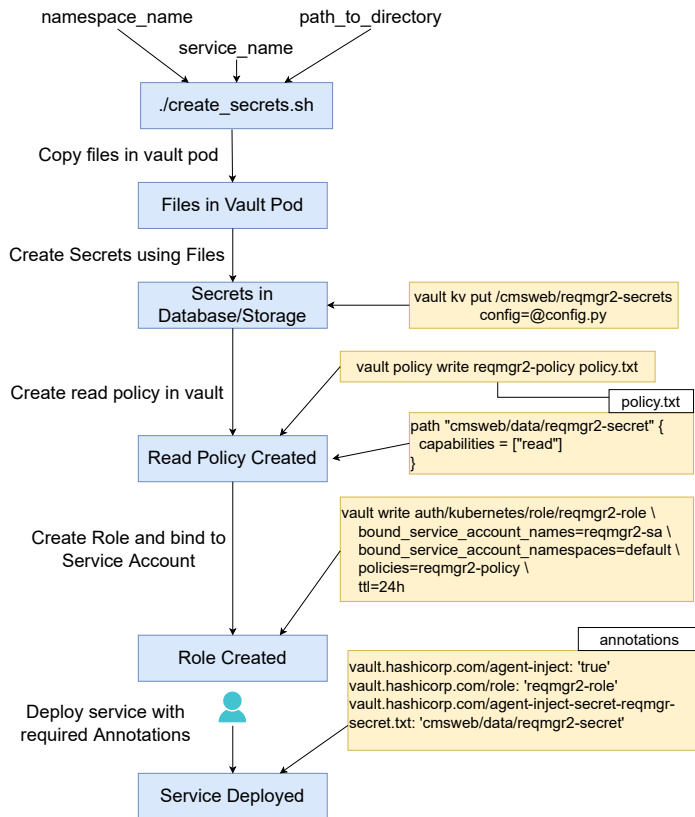 namespace_name
path_to_directory
service_name
./create_secrets.sh
Copy files in vault pod
Files in Vault Pod
Create Secrets using Files
Secrets in
Database/Storage
vault kv put /cmsweb/reqmgr2-secrets
config=@config.py
vault policy write reqmgr2-policy policy.txt
Create read policy in vault
policy.txt
path "cmsweb/data/reqmgr2-secret" {
capabilities = ["read"]
}
Read Policy Created
vault write auth/kubernetes/role/reqmgr2-role \
bound_service_account_names=reqmgr2-sa \
bound_service_account_namespaces=default \
policies=reqmgr2-policy \
ttl=24h
Create Role and bind to
Service Account
annotations
Role Created
vault.hashicorp.com/agent-inject: 'true'
vault.hashicorp.com/role: 'reqmgr2-role'
vault.hashicorp.com/agent-inject-secret-reqmgr-
secret.txt: 'cmsweb/data/reqmgr2-secret'
Deploy service with
required Annotations
Service Deployed